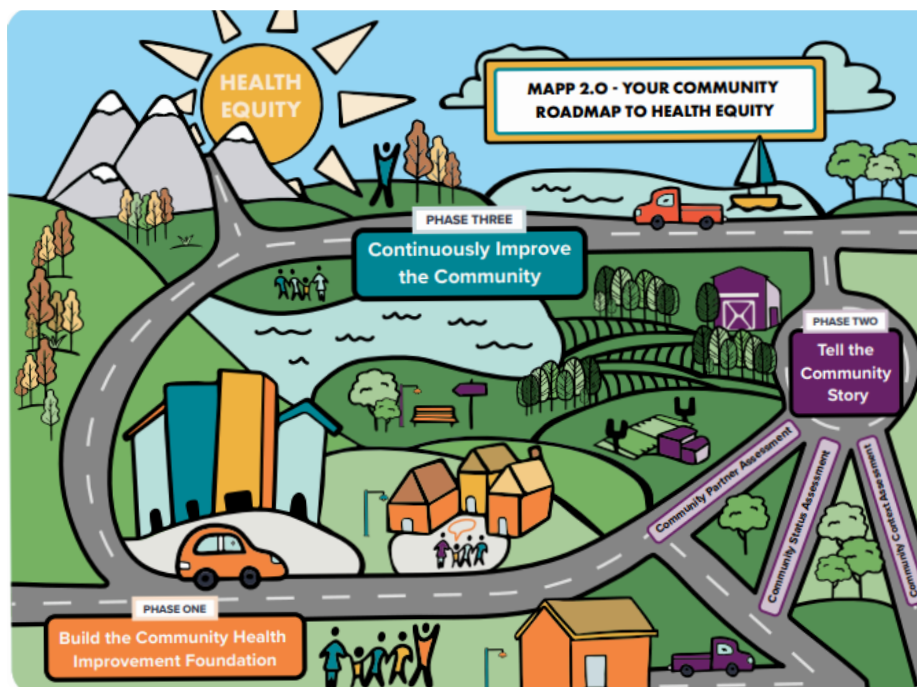 HEALTH
EQUITY
MAPP 2.0 - YOUR COMMUNITY
ROADMAP TO HEALTH EQUITY
PHASE THREE
Continuously Improve
the Community
PHASE TWO
Tell the
Community
Story
Community Partner Assessment
Community Status Assessment
Community Context Assessment
PHASE ONE
Build the Community Health
Improvement Foundation